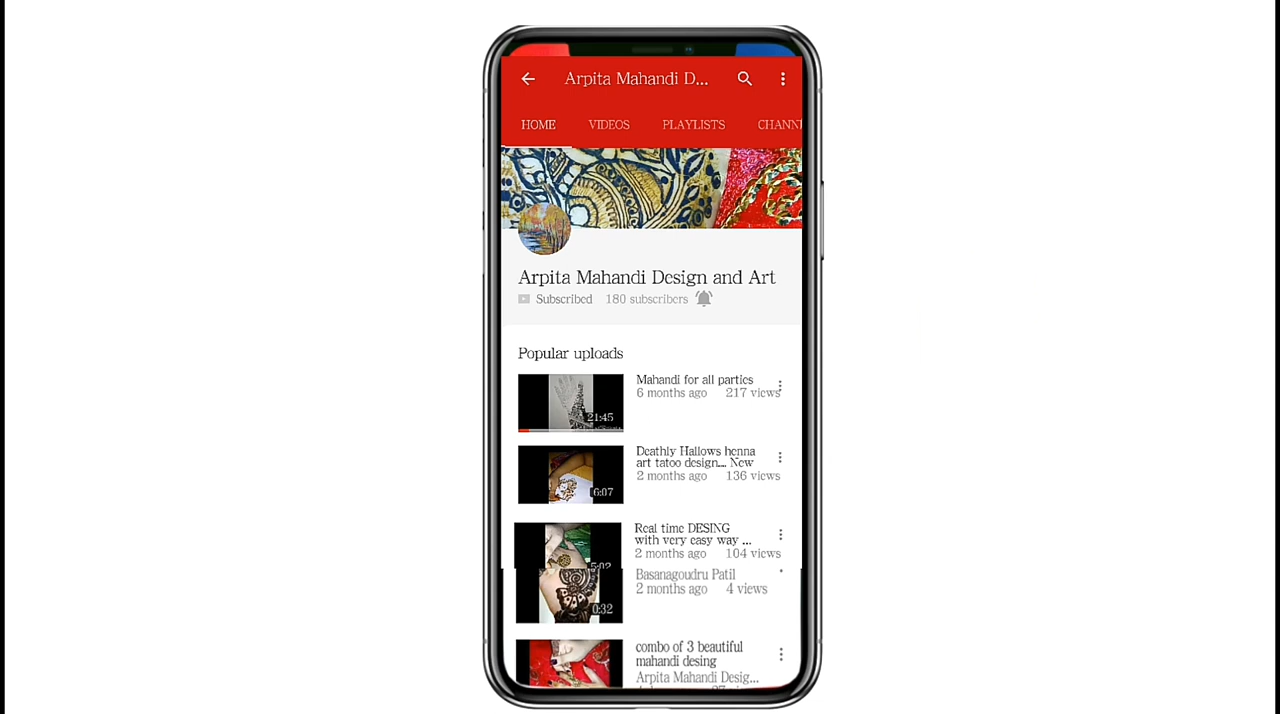 Arpita Mahandi D...
HOME VIDEOS PLAYLISTS CHANN
Arpita Mahandi Design and Art
Subscribed 180 subscribers
Popular uploads
Mahandi for all parties
6 months ago 217 views
21:45
Deathly Hallows henna
art tatoo design.... New
2 months ago 136 views
6:07
Real time DESING
with very easy way ...
2 months ago 104 views
5:02
Basanagoudru Patil
2 months ago 4 views
0:32
combo of 3 beautiful
mahandi desing
Arpita Mahandi Desig...